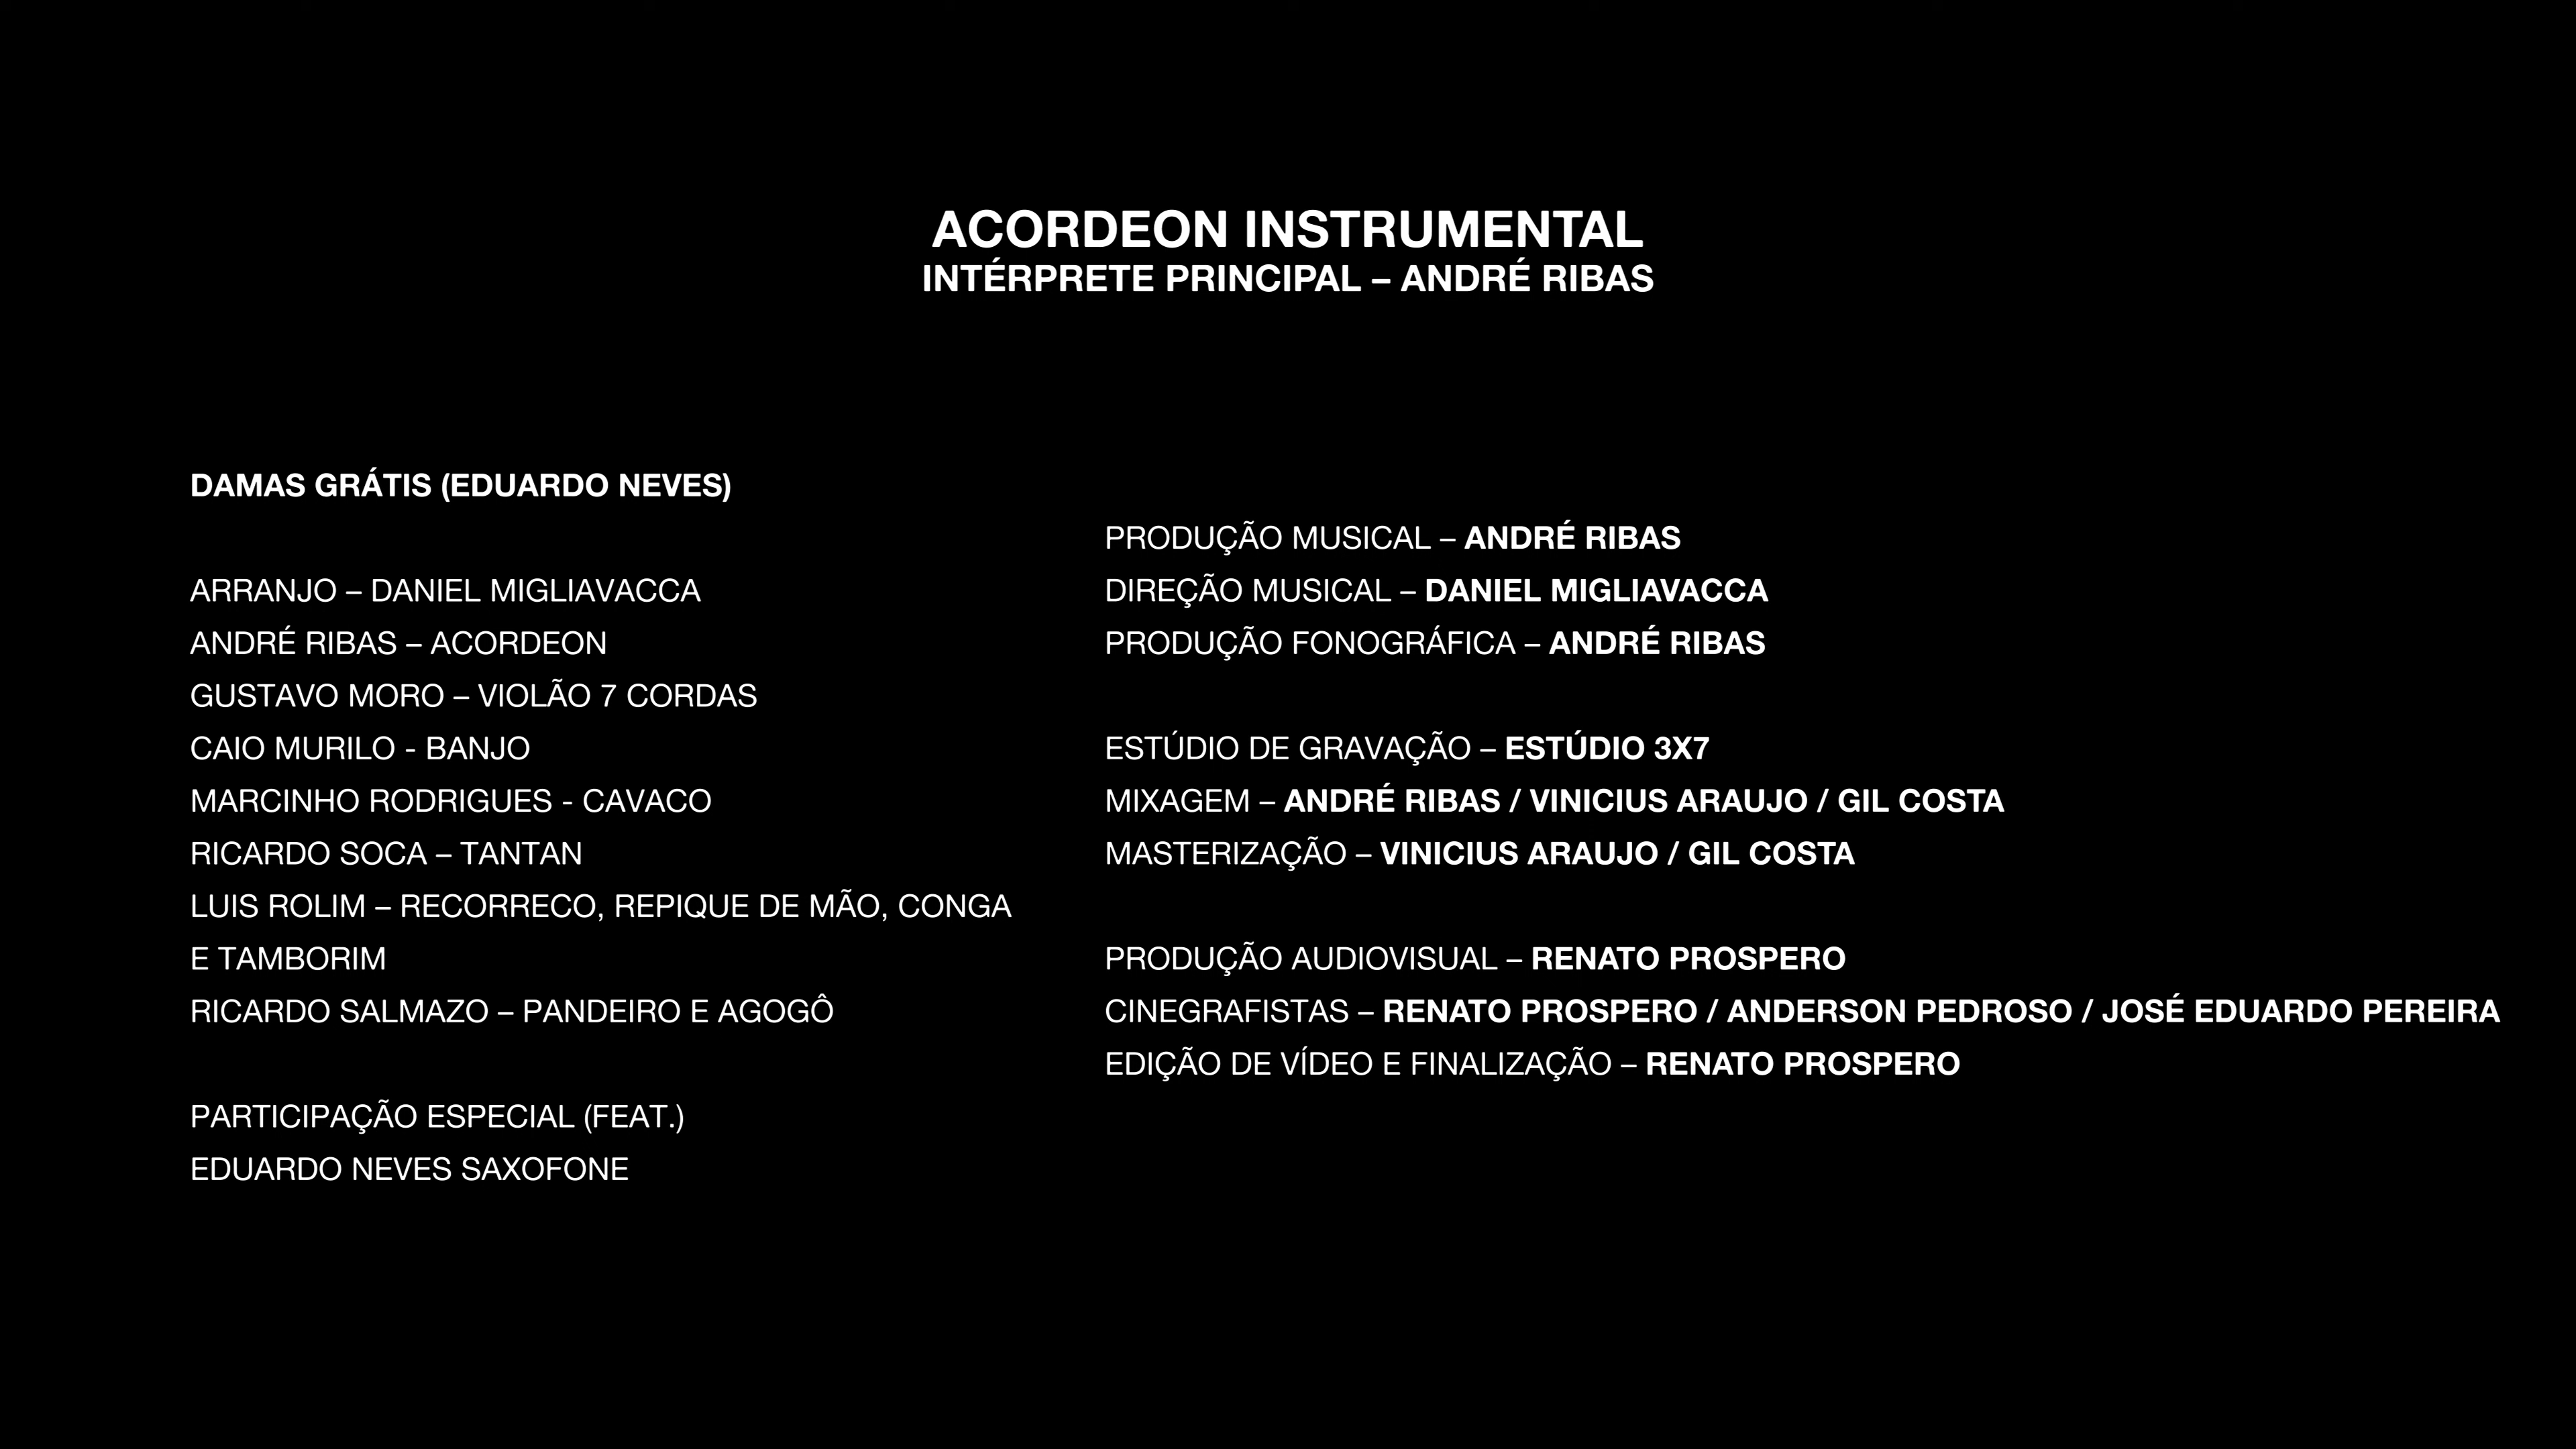 ACORDEON INSTRUMENTAL
INTÉRPRETE PRINCIPAL – ANDRÉ RIBAS
DAMAS GRÁTIS (EDUARDO NEVES)
ARRANJO – DANIEL MIGLIAVACCA
ANDRÉ RIBAS – ACORDEON
GUSTAVO MORO – VIOLÃO 7 CORDAS
CAIO MURILO - BANJO
MARCINHO RODRIGUES - CAVACO
RICARDO SOCA – TANTAN
LUIS ROLIM – RECORRECO, REPIQUE DE MÃO, CONGA
E TAMBORIM
RICARDO SALMAZO – PANDEIRO E AGOGÔ
PARTICIPAÇÃO ESPECIAL (FEAT.)
EDUARDO NEVES SAXOFONE
PRODUÇÃO MUSICAL – ANDRÉ RIBAS
DIREÇÃO MUSICAL – DANIEL MIGLIAVACCA
PRODUÇÃO FONOGRÁFICA – ANDRÉ RIBAS
ESTÚDIO DE GRAVAÇÃO – ESTÚDIO 3X7
MIXAGEM – ANDRÉ RIBAS / VINICIUS ARAUJO / GIL COSTA
MASTERIZAÇÃO – VINICIUS ARAUJO / GIL COSTA
PRODUÇÃO AUDIOVISUAL – RENATO PROSPERO
CINEGRAFISTAS – RENATO PROSPERO / ANDERSON PEDROSO / JOSÉ EDUARDO PEREIRA
EDIÇÃO DE VÍDEO E FINALIZAÇÃO – RENATO PROSPERO